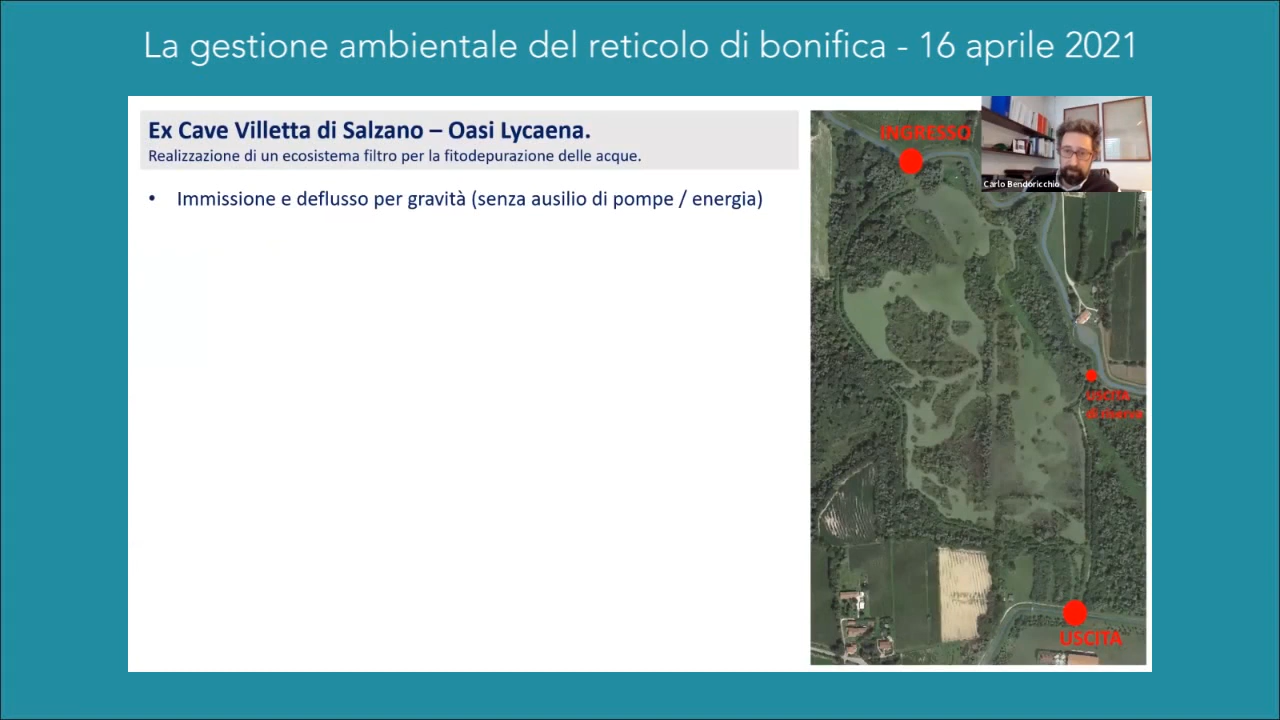 La gestione ambientale del reticolo di bonifica - 16 aprile 2021
Ex Cave Villetta di Salzano – Oasi Lycaena.
Realizzazione di un ecosistema filtro per la fitodepurazione delle acque.
• Immissione e deflusso per gravità (senza ausilio di pompe / energia)
INGRESSO
Carlo Bendoricchio
USCITA
di riserva
USCITA